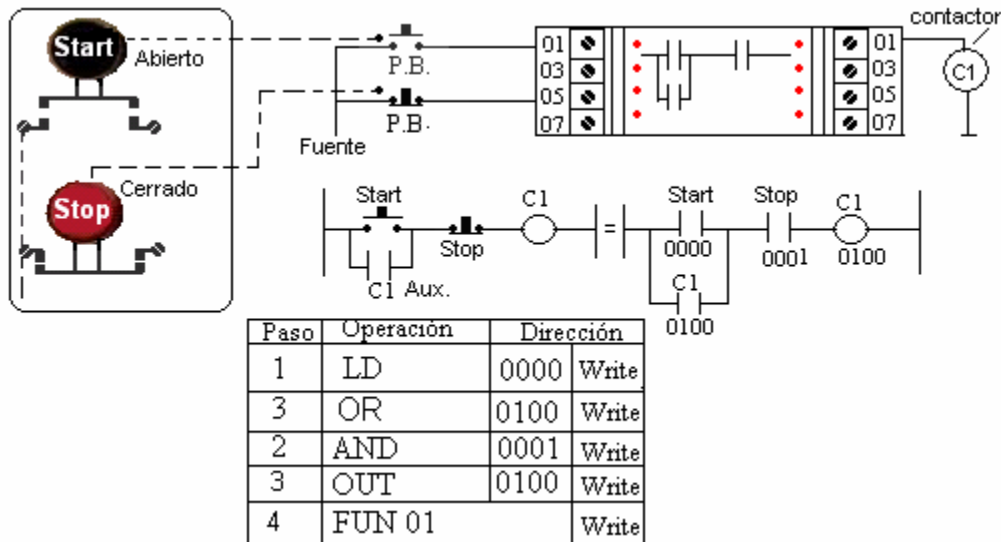 Start
Abierto
Stop
Cerrado
P.B.
P.B.
Fuente
01
03
05
07
01
03
05
07
contactor
C1
Start
Stop
C1
C1 Aux.
=
Start
0000
Stop
0001
C1
0100
C1
0100
Paso Operación Dirección
1 LD 0000 Write
3 OR 0100 Write
2 AND 0001 Write
3 OUT 0100 Write
4 FUN 01 Write